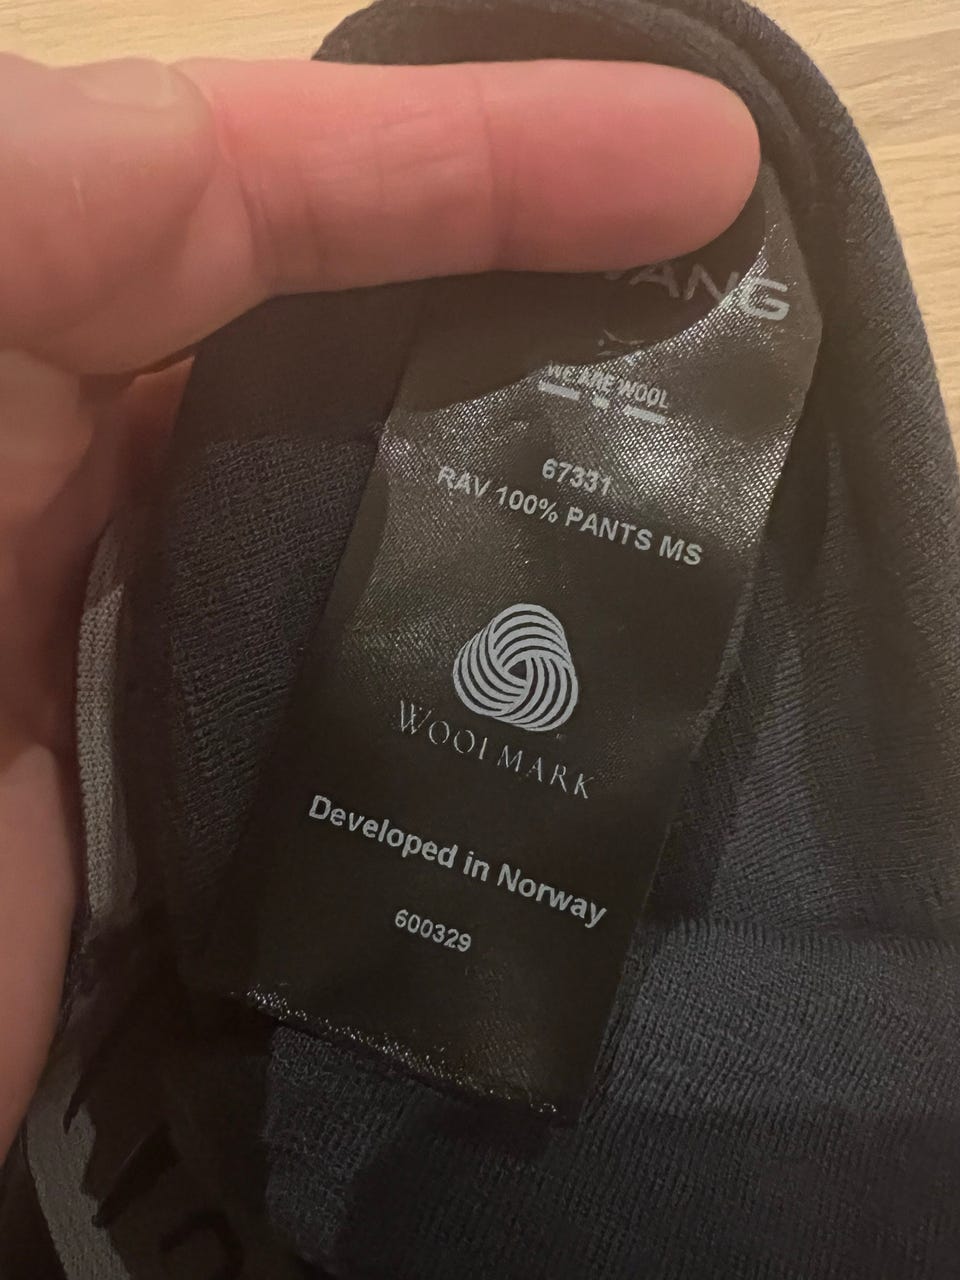 WE ARE WOOL
67331
RAV 100% PANTS MS
WOOLMARK
Developed in Norway
600329